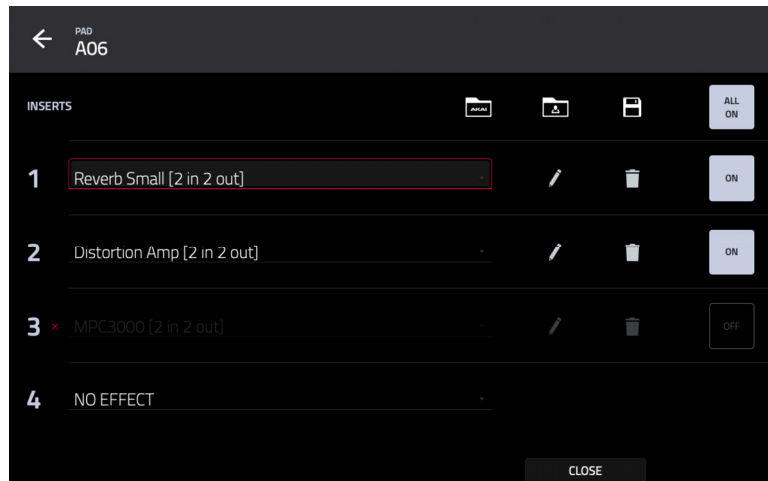 PAD
A06
INSERTS
AKAI
ALL
ON
1 Reverb Small [2 in 2 out] ON
2 Distortion Amp [2 in 2 out] ON
3 × MPC3000 [2 in 2 out] OFF
4 NO EFFECT
CLOSE